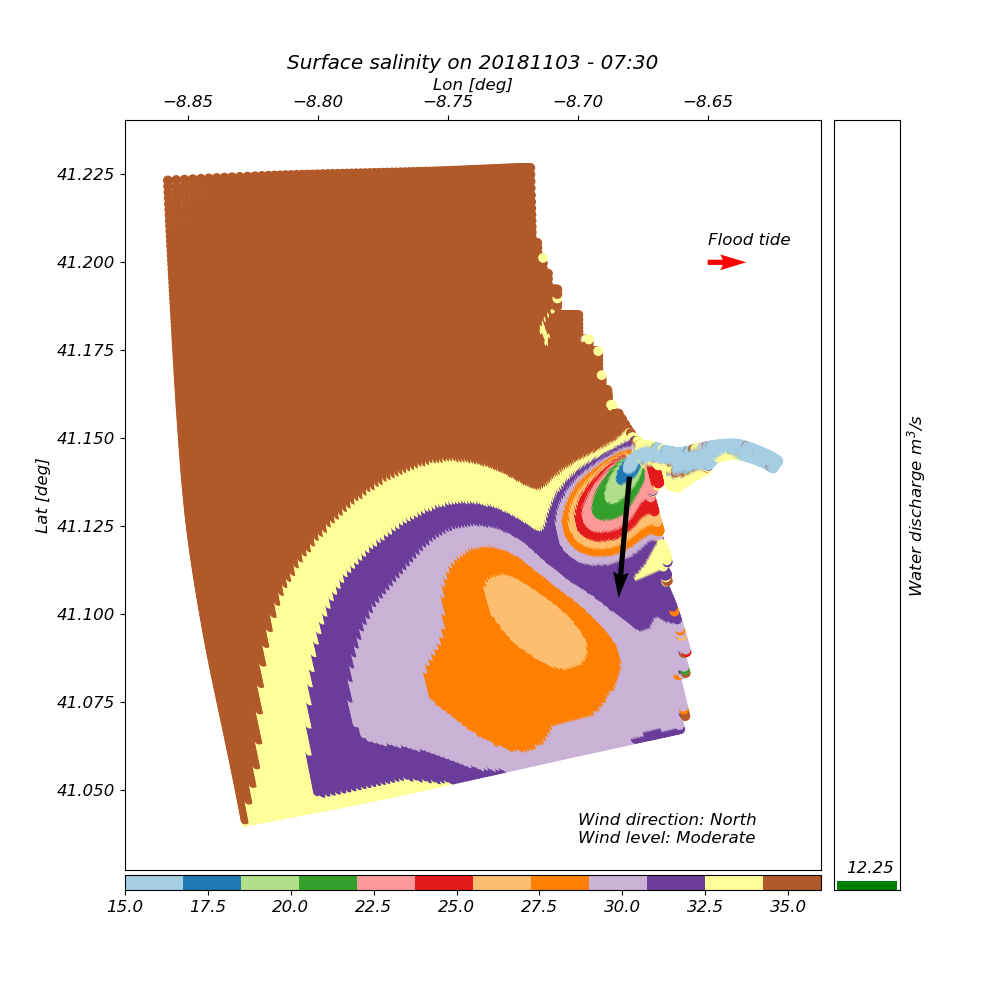 Surface salinity on 20181103 - 07:30
Lon [deg]
−8.85 −8.80 −8.75 −8.70 −8.65
41.225
41.200
41.175
41.150
41.125
41.100
41.075
41.050
Lat [deg]
Flood tide
Wind direction: North
Wind level: Moderate
15.0 17.5 20.0 22.5 25.0 27.5 30.0 32.5 35.0
12.25
Water discharge m³/s